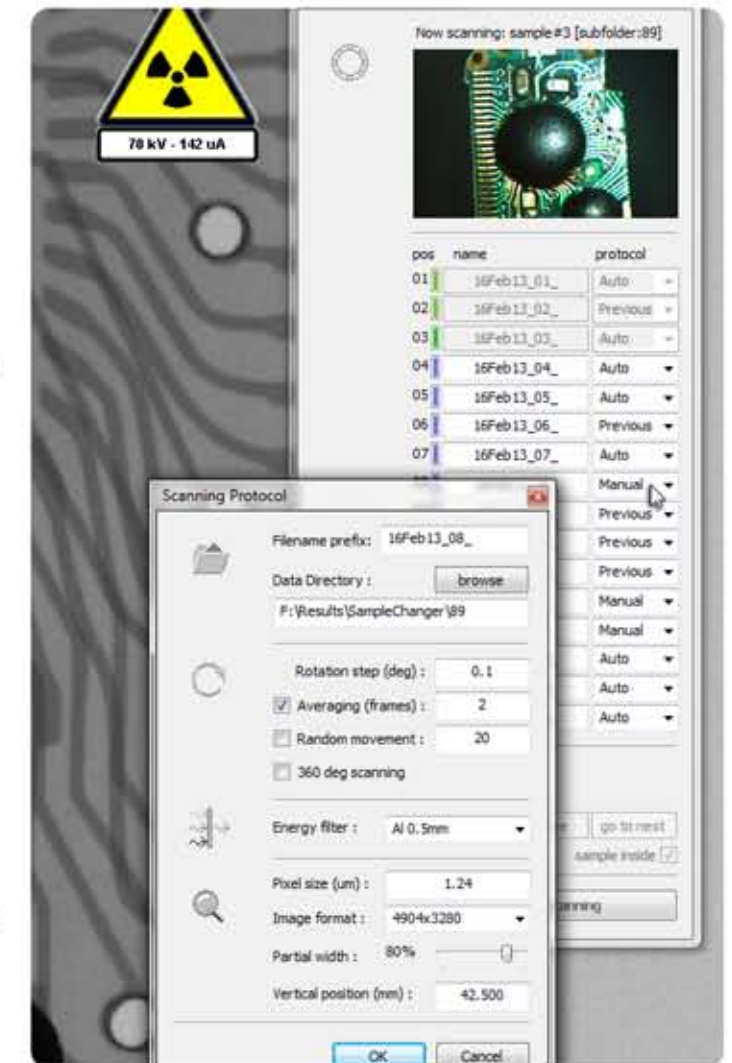 Now scanning: sample #3 [subfolder:89]
70 kV - 142 uA
pos name protocol
01 16Feb13_01_ Auto
02 16Feb13_02_ Previous
03 16Feb13_03_ Auto
04 16Feb13_04_ Auto
05 16Feb13_05_ Auto
06 16Feb13_06_ Previous
07 16Feb13_07_ Auto
Manual
Previous
Previous
Previous
Manual
Manual
Auto
Auto
Auto
go to next
sample inside
Scanning Protocol
Filename prefix: 16Feb13_08_
Data Directory : browse
F:\Results\SampleChanger\89
Rotation step (deg) : 0.1
Averaging (frames) : 2
Random movement : 20
360 deg scanning
Energy filter : Al 0.5mm
Pixel size (um) : 1.24
Image format : 4904x3280
Partial width : 80%
Vertical position (mm) : 42.500
OK Cancel